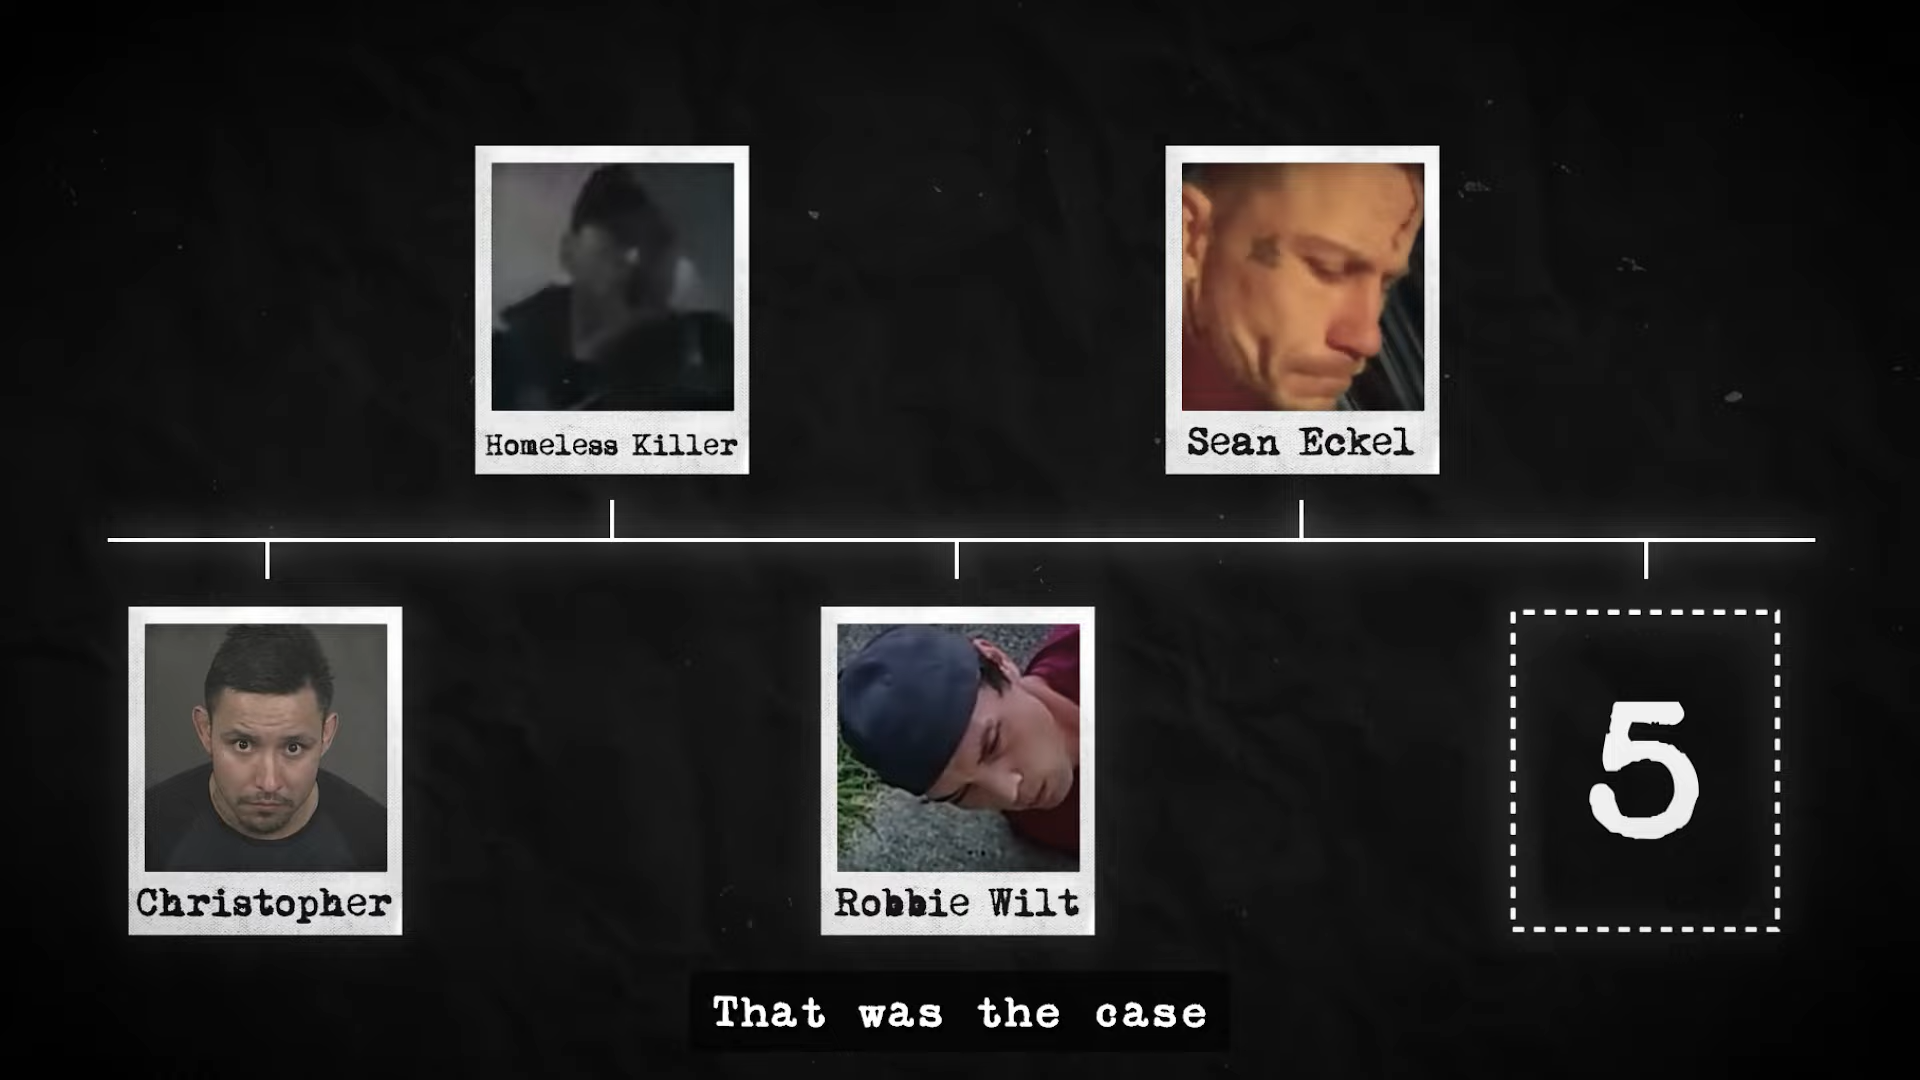 Homeless Killer
Sean Eckel
Christopher
Robbie Wilt
5
That was the case